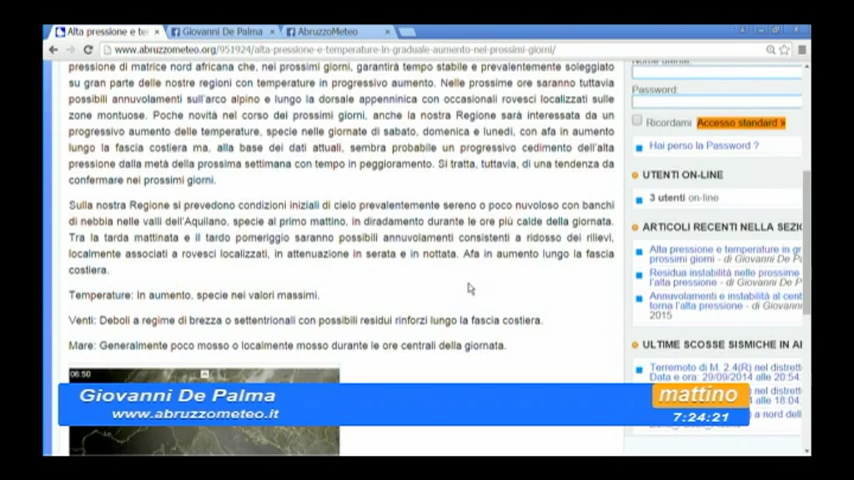 Alta pressione e te
Giovanni De Palma
AbruzzoMeteo
www.abruzzometeo.org/951924/alta-pressione-e-temperature-in-graduale-aumento-nei-prossimi-giorni/
pressione di matrice nord africana che, nei prossimi giorni, garantirà tempo stabile e prevalentemente soleggiato
su gran parte delle nostre regioni con temperature in progressivo aumento. Nelle prossime ore saranno tuttavia
possibili annuvolamenti sull'arco alpino e lungo la dorsale appenninica con occasionali rovesci localizzati sulle
zone montuose. Poche novità nel corso dei prossimi giorni, anche la nostra Regione sarà interessata da un
progressivo aumento delle temperature, specie nelle giornate di sabato, domenica e lunedì, con afa in aumento
lungo la fascia costiera ma, alla base dei dati attuali, sembra probabile un progressivo cedimento dell'alta
pressione dalla metà della prossima settimana con tempo in peggioramento. Si tratta, tuttavia, di una tendenza da
confermare nei prossimi giorni.
Sulla nostra Regione si prevedono condizioni iniziali di cielo prevalentemente sereno o poco nuvoloso con banchi
di nebbia nelle valli dell'Aquilano, specie al primo mattino, in diradamento durante le ore più calde della giornata.
Tra la tarda mattinata e il tardo pomeriggio saranno possibili annuvolamenti consistenti a ridosso dei rilievi,
localmente associati a rovesci localizzati, in attenuazione in serata e in nottata. Afa in aumento lungo la fascia
costiera.
Temperature: In aumento, specie nei valori massimi.
Venti: Deboli a regime di brezza o settentrionali con possibili residui rinforzi lungo la fascia costiera.
Mare: Generalmente poco mosso o localmente mosso durante le ore centrali della giornata.
06:50
Nome utente:
Password:
Ricordami Accesso standard »
Hai perso la Password ?
UTENTI ON-LINE
3 utenti on-line
ARTICOLI RECENTI NELLA SEZIO
Alta pressione e temperature in gr
prossimi giorni - di Giovanni De Pa
Residua instabilità nelle prossime
l'alta pressione - di Giovanni De P
Annuvolamenti e instabilità al cent
torna l'alta pressione - di Giovanni
2015
ULTIME SCOSSE SISMICHE IN AB
Terremoto di M. 2.4(R) nel distrett
Data e ora: 29/09/2014 alle 20:54
distrett
alle 18:04
a nord dell
Giovanni De Palma
www.abruzzometeo.it
mattino
7:24:21